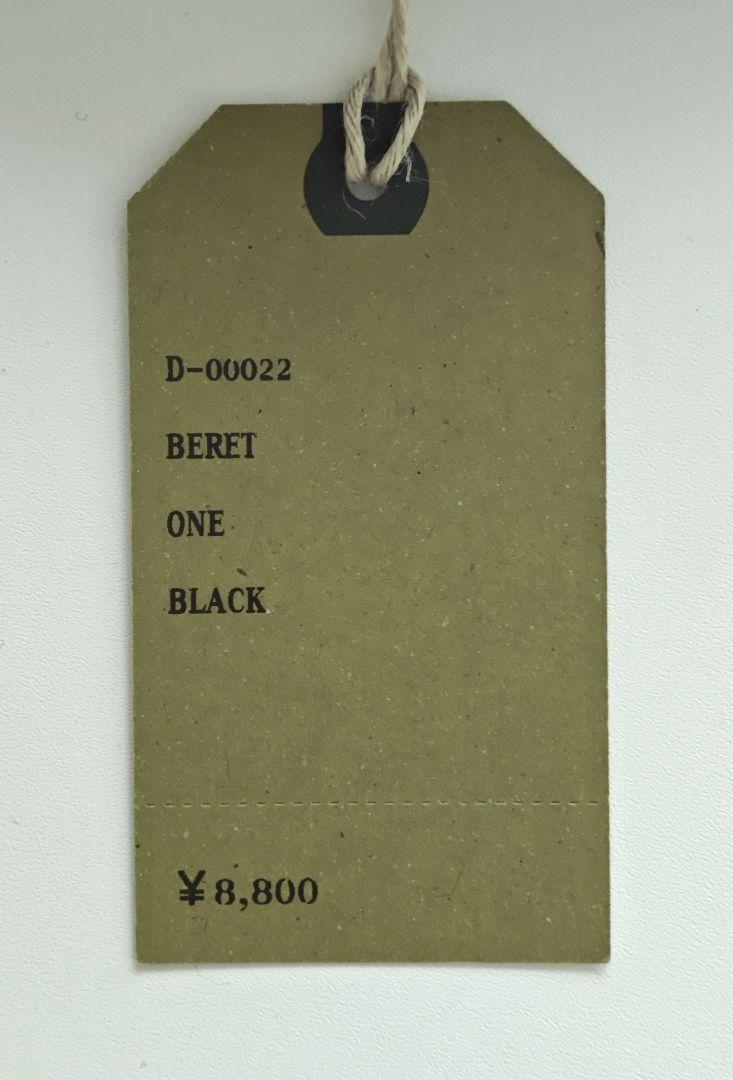 D-00022
BERET
ONE
BLACK
¥8,800